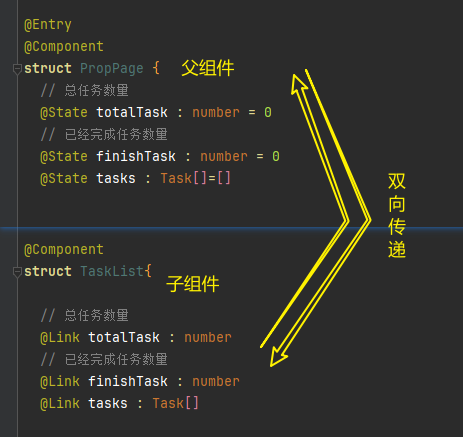 @Entry
@Component
struct PropPage { 父组件
// 总任务数量
@State totalTask : number = 0
// 已经完成任务数量
@State finishTask : number = 0
@State tasks : Task[]=[]
双向传递
@Component
struct TaskList{ 子组件
// 总任务数量
@Link totalTask : number
// 已经完成任务数量
@Link finishTask : number
@Link tasks : Task[]